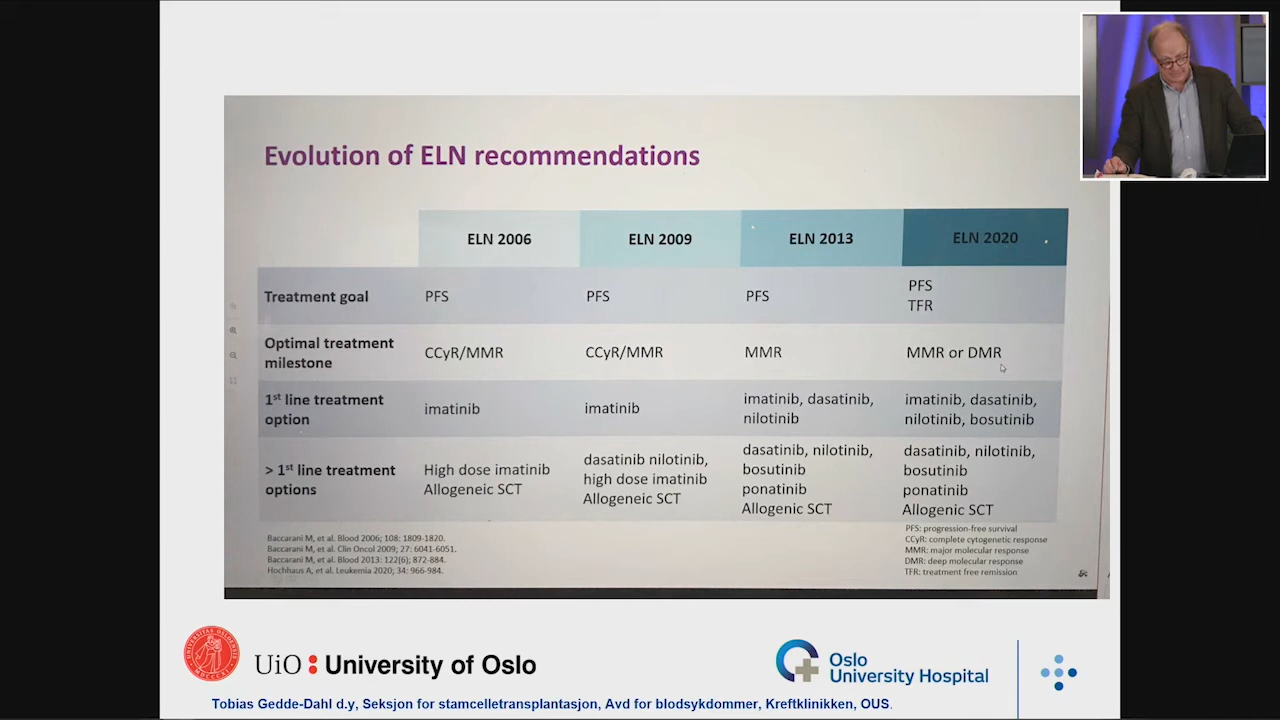 Evolution of ELN recommendations
ELN 2006 ELN 2009 ELN 2013 ELN 2020
Treatment goal PFS PFS PFS PFS
TFR
Optimal treatment
milestone CCyR/MMR CCyR/MMR MMR MMR or DMR
1st line treatment
option imatinib imatinib imatinib, dasatinib,
nilotinib imatinib, dasatinib,
nilotinib, bosutinib
> 1st line treatment
options High dose imatinib
Allogeneic SCT dasatinib nilotinib,
high dose imatinib
Allogeneic SCT dasatinib, nilotinib,
bosutinib
ponatinib
Allogenic SCT dasatinib, nilotinib,
bosutinib
ponatinib
Allogenic SCT
Baccarani M, et al. Blood 2006; 108: 1809-1820.
Baccarani M, et al. Clin Oncol 2009; 27: 6041-6051.
Baccarani M, et al. Blood 2013: 122(6); 872-884.
Hochhaus A, et al. Leukemia 2020; 34: 966-984.
PFS: progression-free survival
CCyR: complete cytogenetic response
MMR: major molecular response
DMR: deep molecular response
TFR: treatment free remission
UiO : University of Oslo
Oslo
University Hospital
Tobias Gedde-Dahl d.y, Seksjon for stamcelletransplantasjon, Avd for blodsykdommer, Kreftklinikken, OUS.